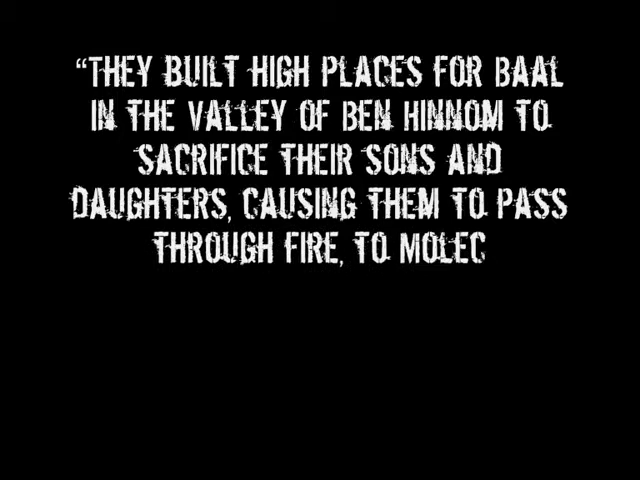 “THEY BUILT HIGH PLACES FOR BAAL
IN THE VALLEY OF BEN HINNOM TO
SACRIFICE THEIR SONS AND
DAUGHTERS, CAUSING THEM TO PASS
THROUGH FIRE, TO MOLEC